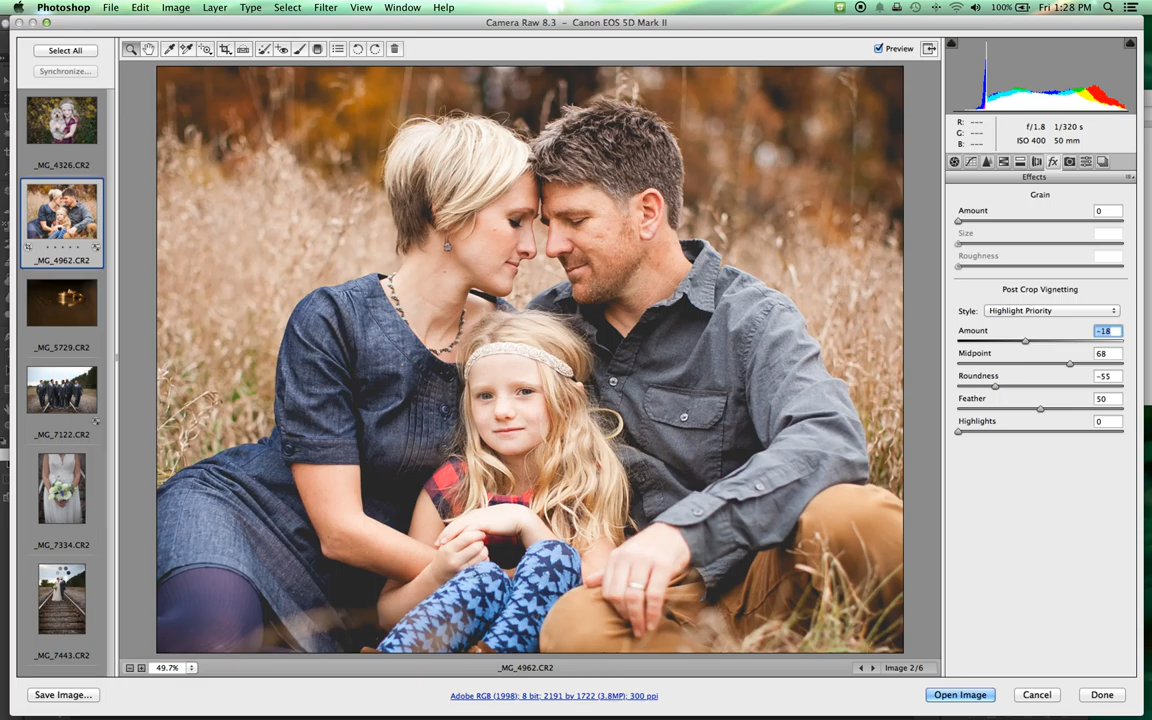 Photoshop File Edit Image Layer Type Select Filter View Window Help 100% Fri 1:28 PM
Camera Raw 8.3 - Canon EOS 5D Mark II
Select All
Synchronize...
Preview
_MG_4326.CR2
_MG_4962.CR2
_MG_5729.CR2
_MG_7122.CR2
_MG_7334.CR2
_MG_7443.CR2
R: ---
G: ---
B: ---
f/1.8 1/320 s
ISO 400 50 mm
fx
Effects
Grain
Amount 0
Size
Roughness
Post Crop Vignetting
Style: Highlight Priority
Amount -18
Midpoint 68
Roundness -55
Feather 50
Highlights 0
49.7% _MG_4962.CR2 Image 2/6
Save Image... Adobe RGB (1998); 8 bit; 2191 by 1722 (3.8MP); 300 ppi Open Image Cancel Done